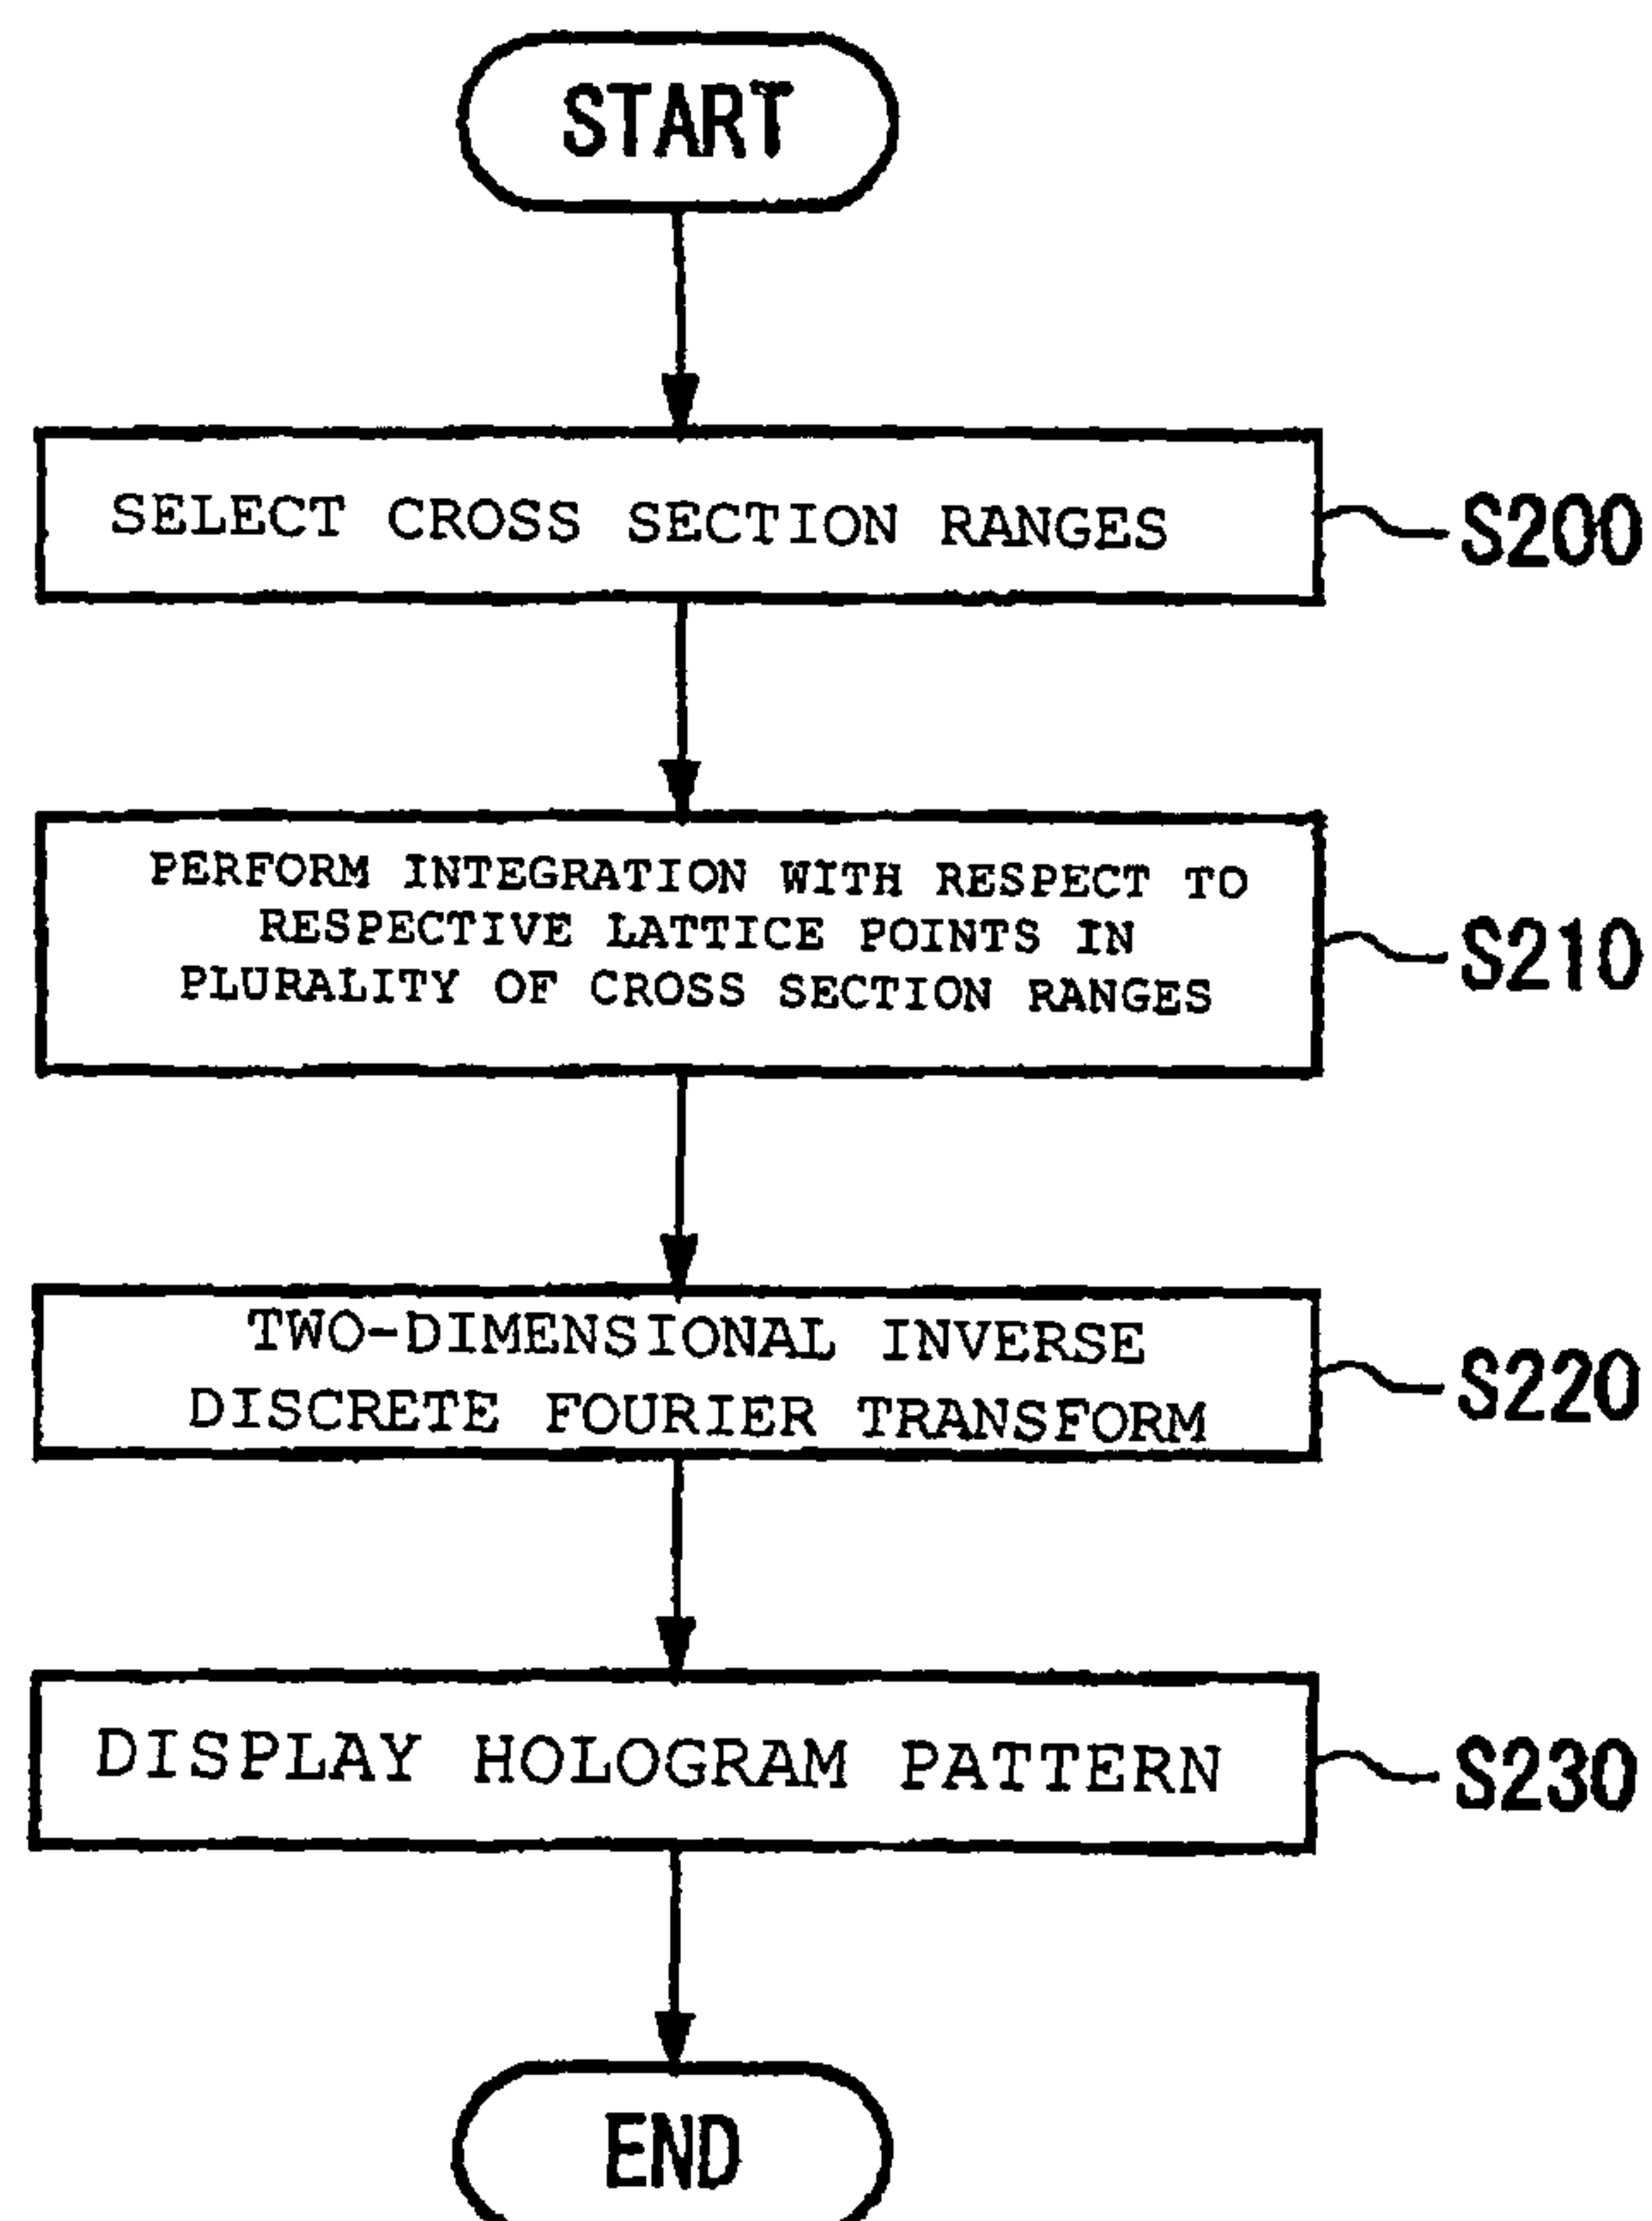 START
SELECT CROSS SECTION RANGES
S200
PERFORM INTEGRATION WITH RESPECT TO
RESPECTIVE LATTICE POINTS IN
PLURALITY OF CROSS SECTION RANGES
S210
TWO-DIMENSIONAL INVERSE
DISCRETE FOURIER TRANSFORM
S220
DISPLAY HOLOGRAM PATTERN
S230
END